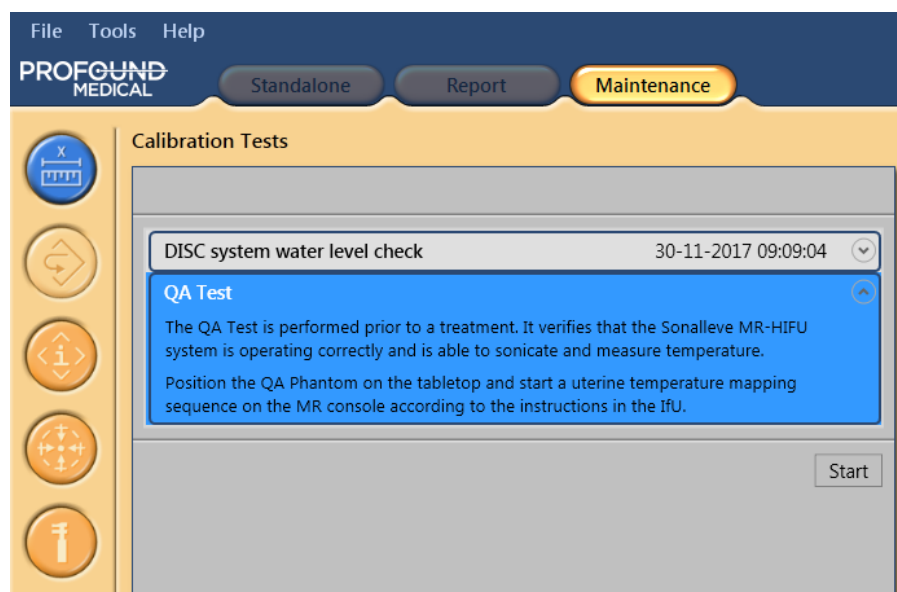 File Tools Help
PROFOUND
MEDICAL
Standalone Report Maintenance
X
Calibration Tests
DISC system water level check 30-11-2017 09:09:04
QA Test
The QA Test is performed prior to a treatment. It verifies that the Sonalleve MR-HIFU
system is operating correctly and is able to sonicate and measure temperature.
Position the QA Phantom on the tabletop and start a uterine temperature mapping
sequence on the MR console according to the instructions in the IfU.
i
Start